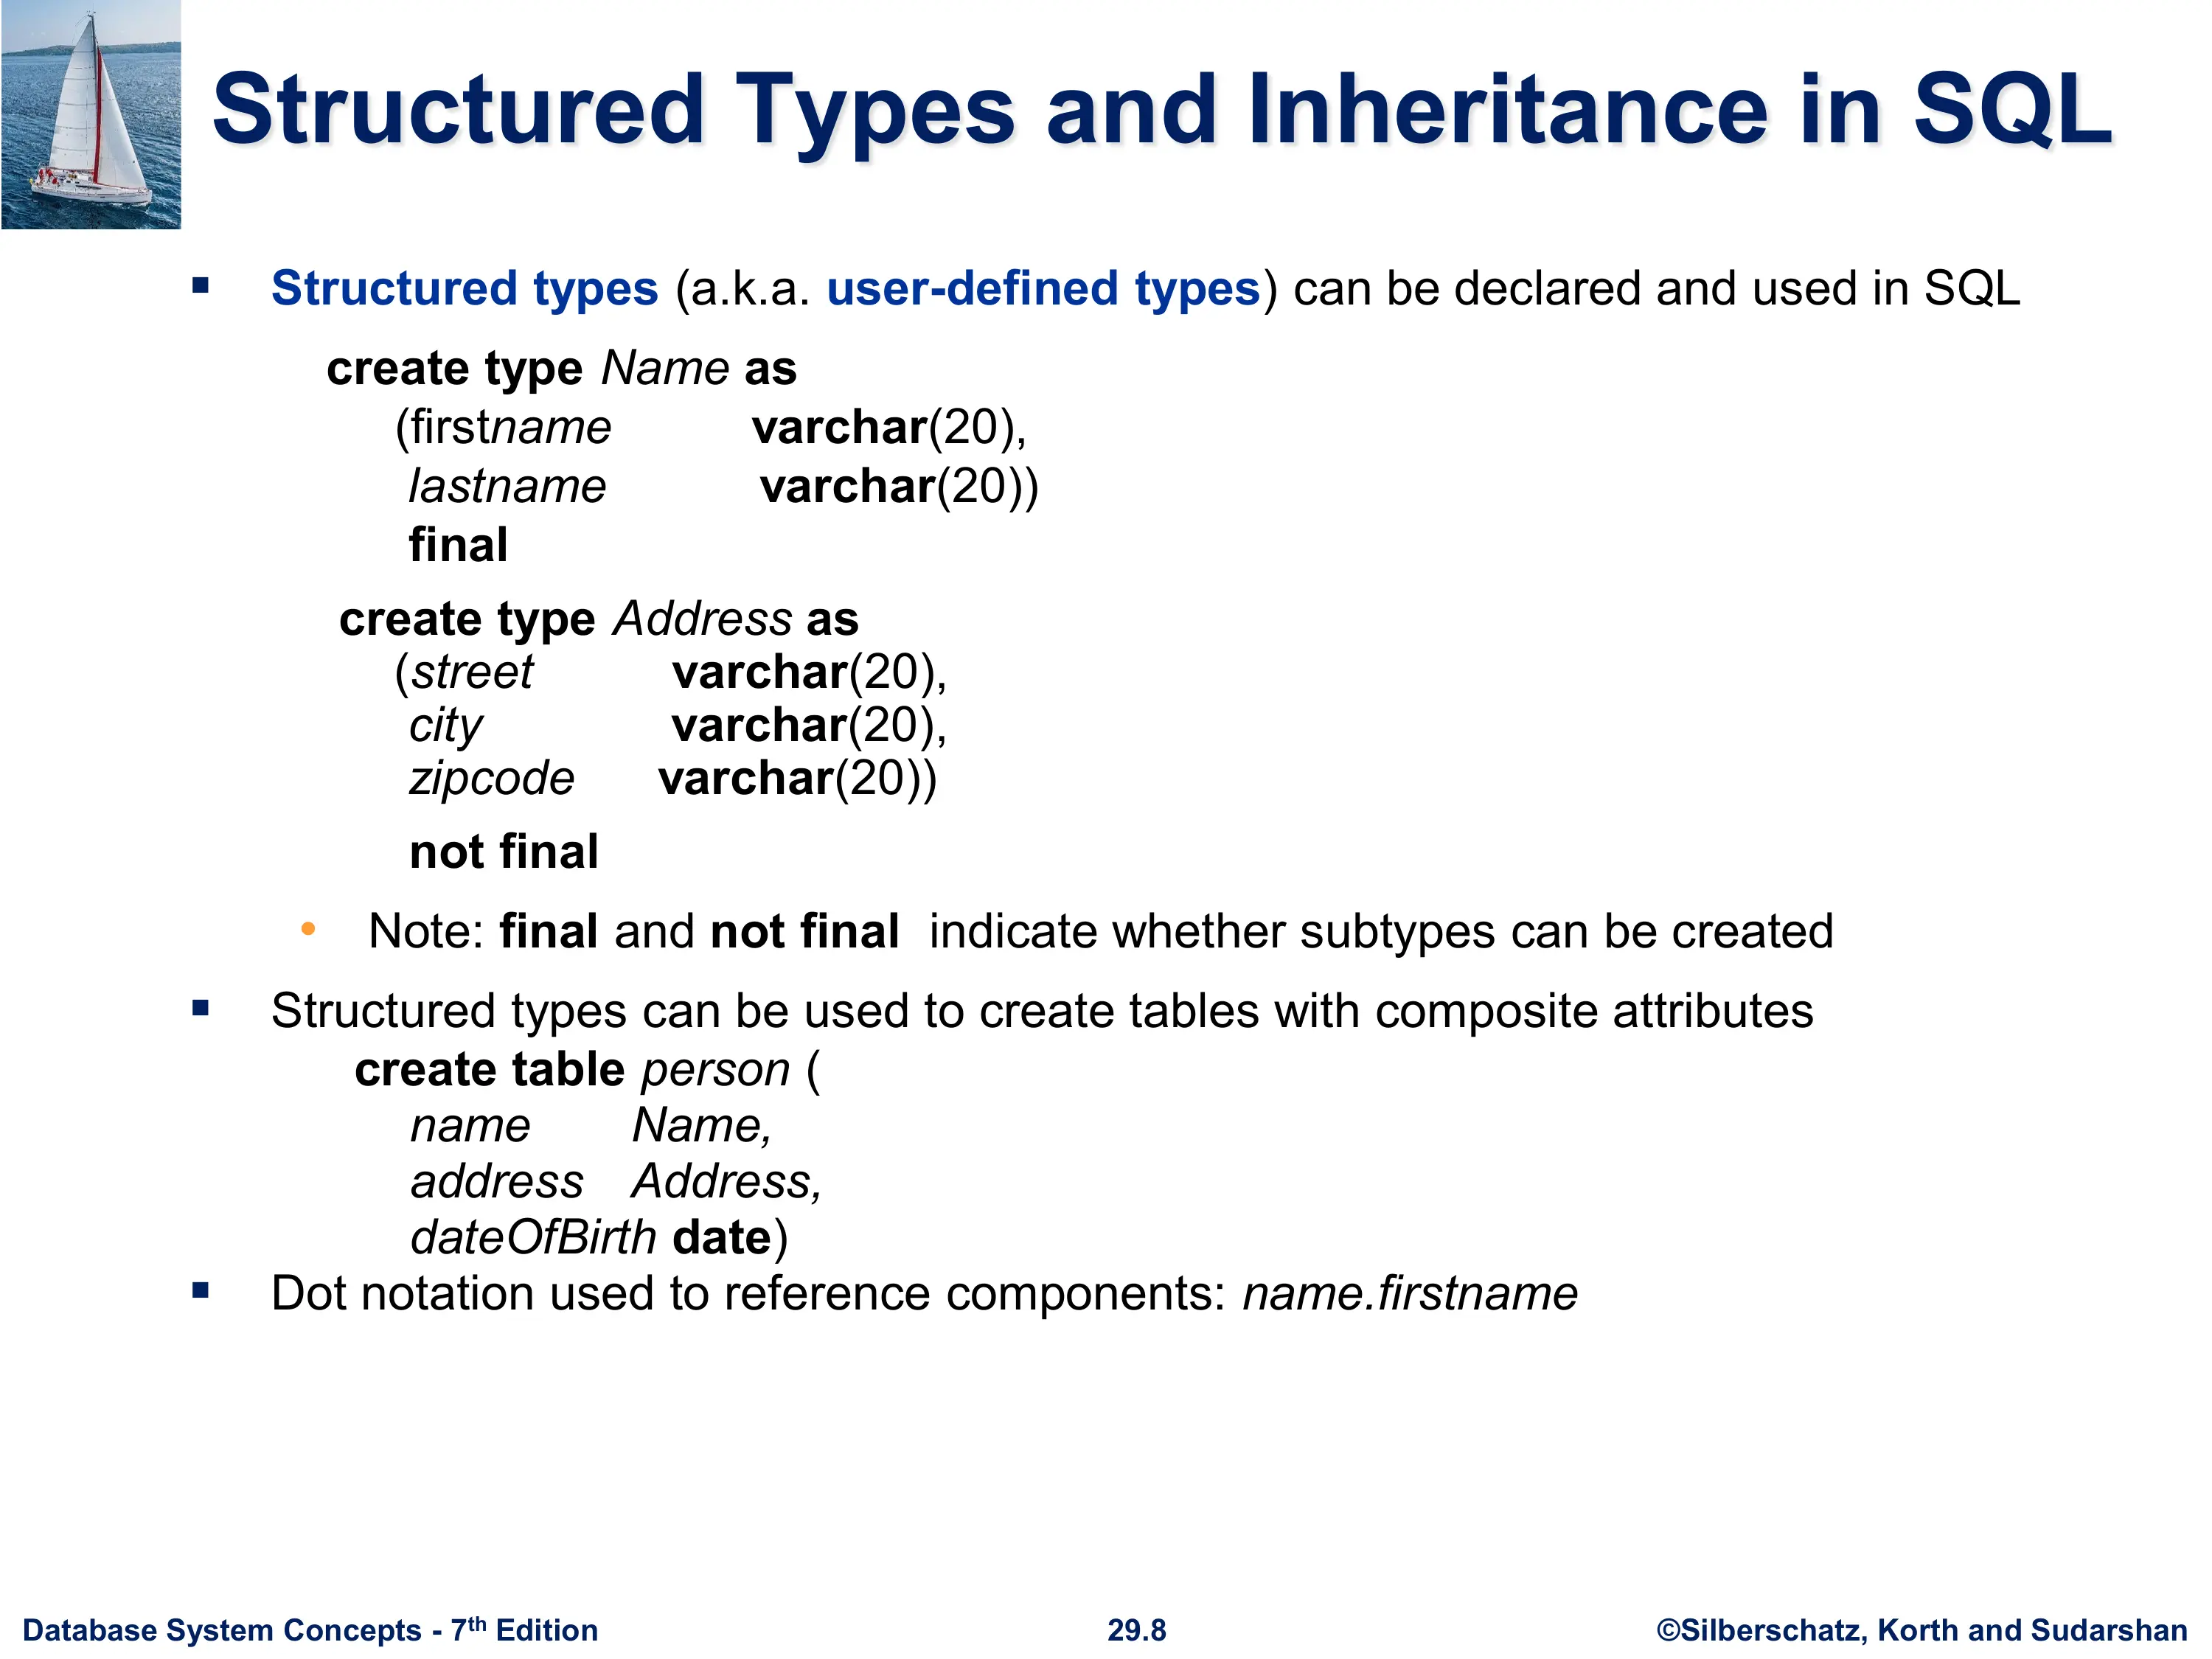 Structured Types and Inheritance in SQL
▪ Structured types (a.k.a. user-defined types) can be declared and used in SQL
create type Name as
(firstname varchar(20),
lastname varchar(20))
final
create type Address as
(street varchar(20),
city varchar(20),
zipcode varchar(20))
not final
• Note: final and not final indicate whether subtypes can be created
▪ Structured types can be used to create tables with composite attributes
create table person (
name Name,
address Address,
dateOfBirth date)
▪ Dot notation used to reference components: name.firstname
Database System Concepts - 7th Edition 29.8 ©Silberschatz, Korth and Sudarshan